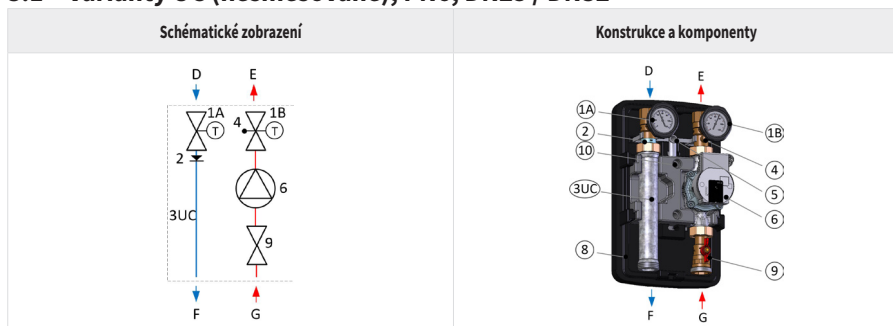 Schématické zobrazení
Konstrukce a komponenty
D E
1A 1B
4
T T
2
6
3UC
9
F G
D E
1A
1B
2
10
4
3UC
5
6
8
9
F G